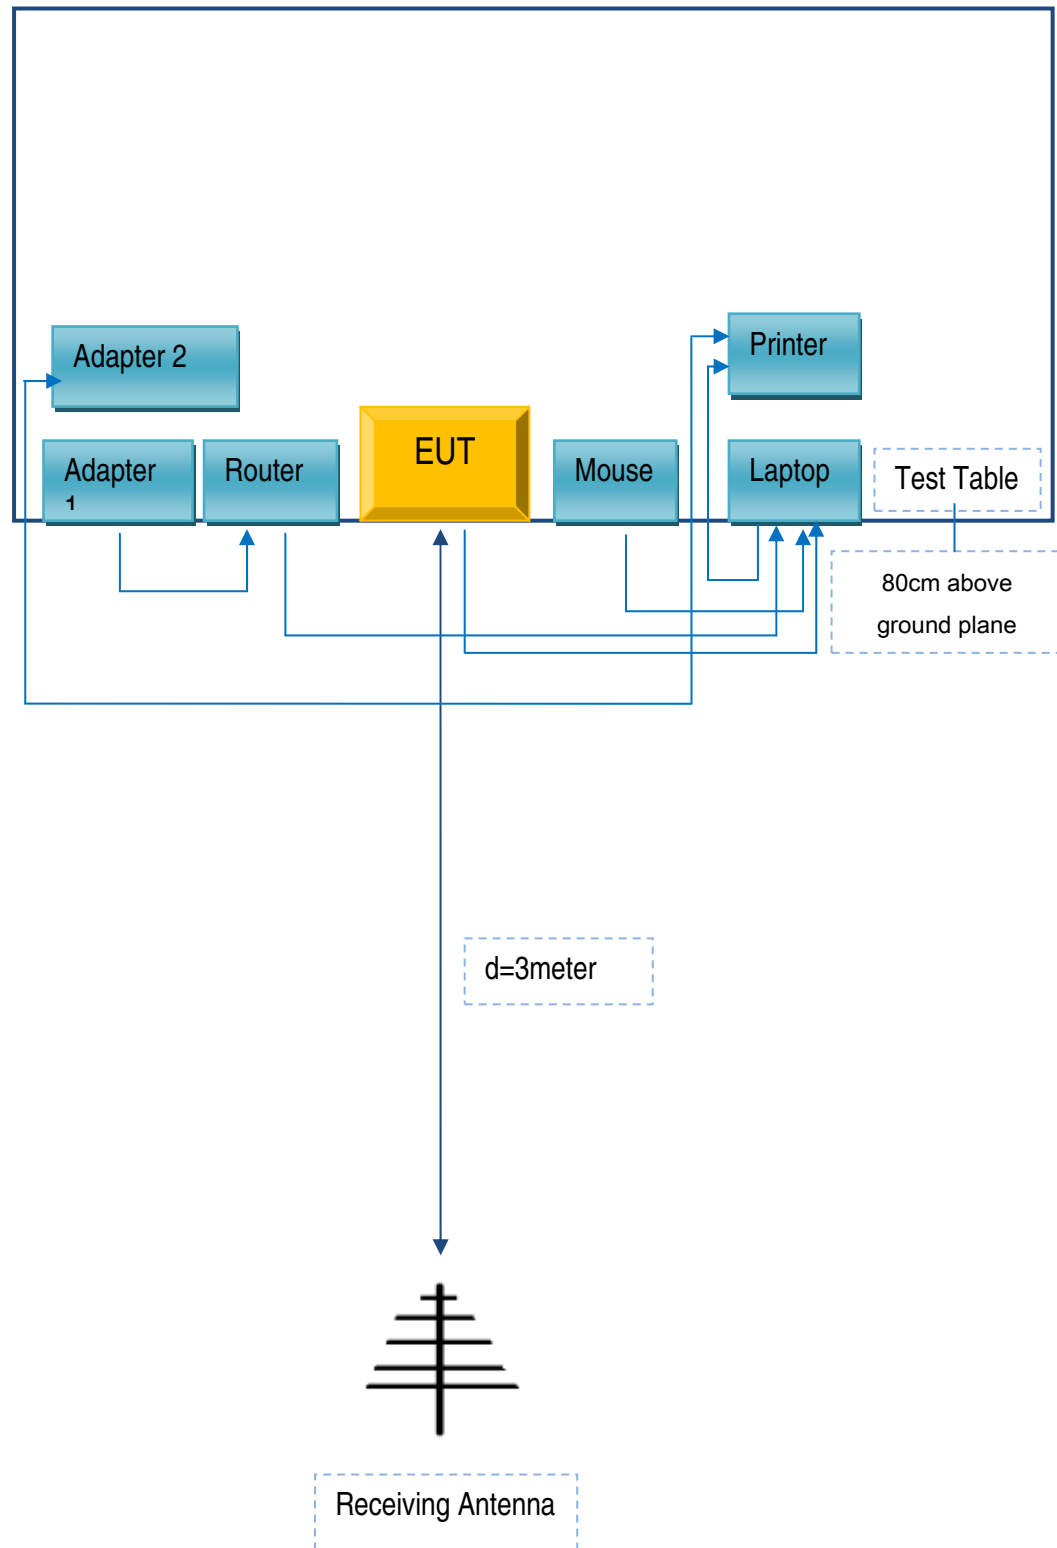 Adapter 2
Printer
EUT
Adapter
1
Router
Mouse
Laptop
Test Table
80cm above
ground plane
d=3meter
Receiving Antenna